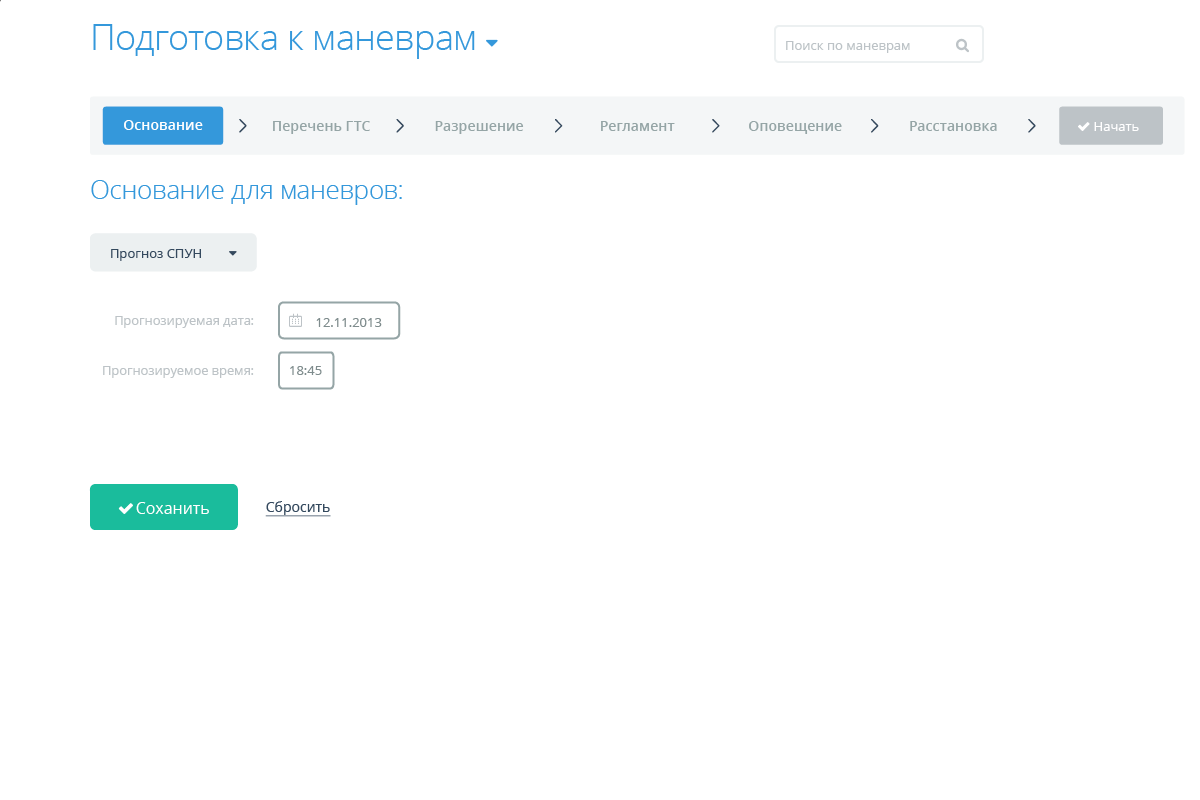 Подготовка к маневрам
Поиск по маневрам
Основание Перечень ГТС Разрешение Регламент Оповещение Расстановка Начать
Основание для маневров:
Прогноз СПУН
Прогнозируемая дата: 12.11.2013
Прогнозируемое время: 18:45
Соханить Сбросить